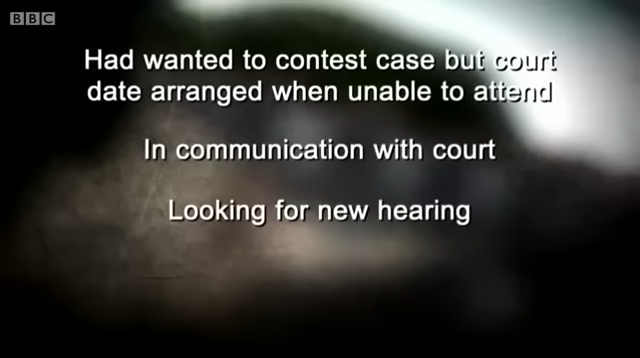 BBC
Had wanted to contest case but court
date arranged when unable to attend
In communication with court
Looking for new hearing